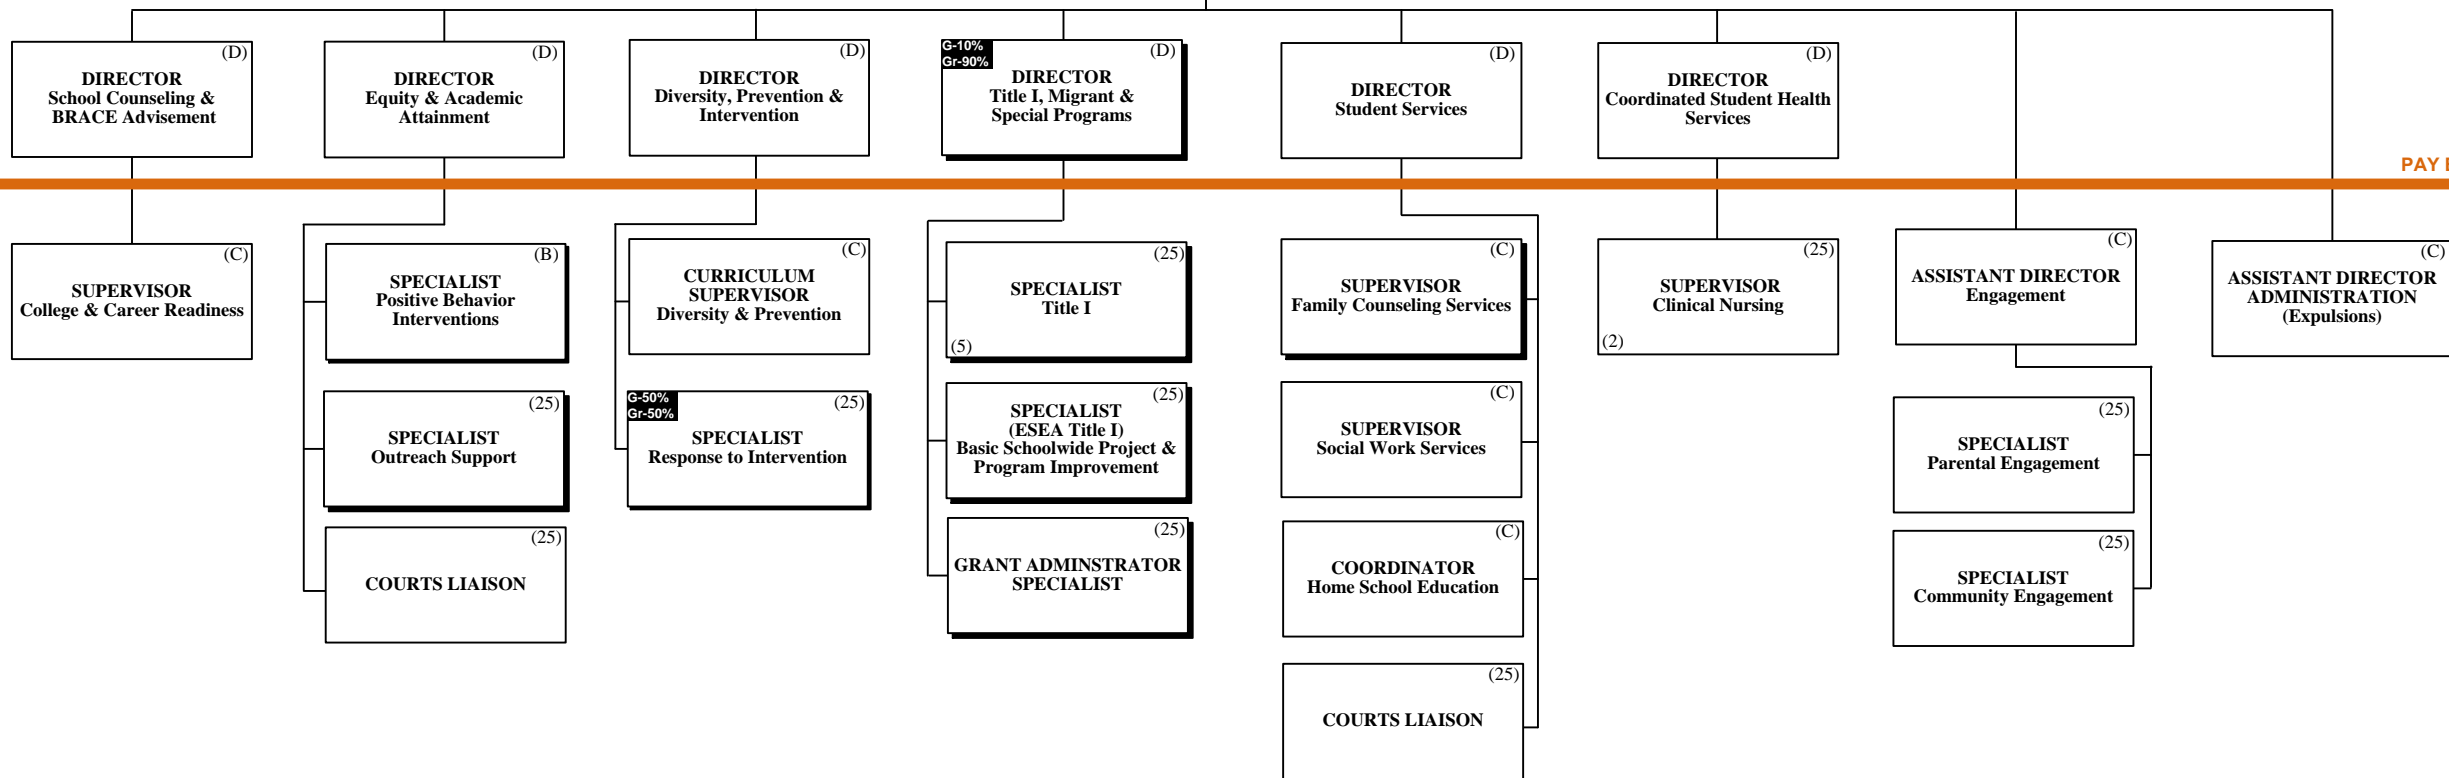 (D)
DIRECTOR
School Counseling &
BRACE Advisement
(D)
DIRECTOR
Equity & Academic
Attainment
(D)
DIRECTOR
Diversity, Prevention &
Intervention
G-10%
Gr-90%
(D)
DIRECTOR
Title I, Migrant &
Special Programs
(D)
DIRECTOR
Student Services
(D)
DIRECTOR
Coordinated Student Health
Services
PAY
(C)
SUPERVISOR
College & Career Readiness
(B)
SPECIALIST
Positive Behavior
Interventions
(25)
SPECIALIST
Outreach Support
(25)
COURTS LIAISON
(C)
CURRICULUM
SUPERVISOR
Diversity & Prevention
G-50%
Gr-50%
(25)
SPECIALIST
Response to Intervention
(25)
SPECIALIST
Title I
(5)
(25)
SPECIALIST
(ESEA Title I)
Basic Schoolwide Project &
Program Improvement
(25)
GRANT ADMINSTRATOR
SPECIALIST
(C)
SUPERVISOR
Family Counseling Services
(C)
SUPERVISOR
Social Work Services
(C)
COORDINATOR
Home School Education
(25)
COURTS LIAISON
(25)
SUPERVISOR
Clinical Nursing
(2)
(C)
ASSISTANT DIRECTOR
Engagement
(25)
SPECIALIST
Parental Engagement
(25)
SPECIALIST
Community Engagement
(C)
ASSISTANT DIRECTOR
ADMINISTRATION
(Expulsions)